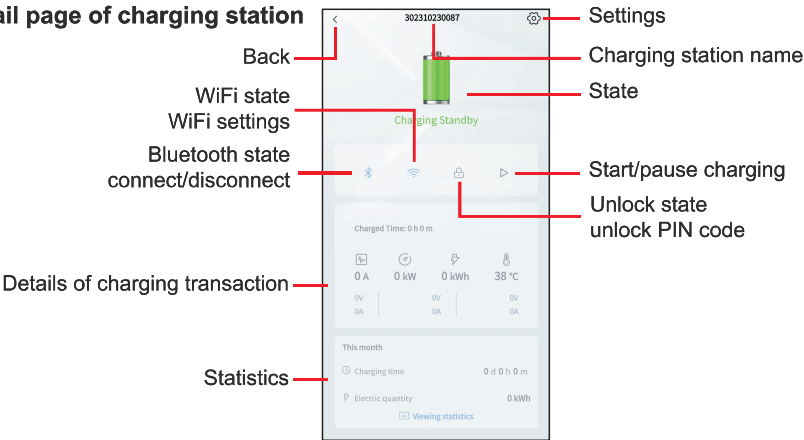 ail page of charging station
302310230087
Settings
Back
Charging station name
WiFi state
WiFi settings
State
Charging Standby
Bluetooth state
connect/disconnect
Start/pause charging
Unlock state
unlock PIN code
Charged Time: 0 h 0 m
Details of charging transaction
0 A 0 kW 0 kWh 38 °C
0V 0V 0V
0A 0A 0A
This month
Charging time 0 d 0 h 0 m
Statistics
Electric quantity 0 kWh
Viewing statistics